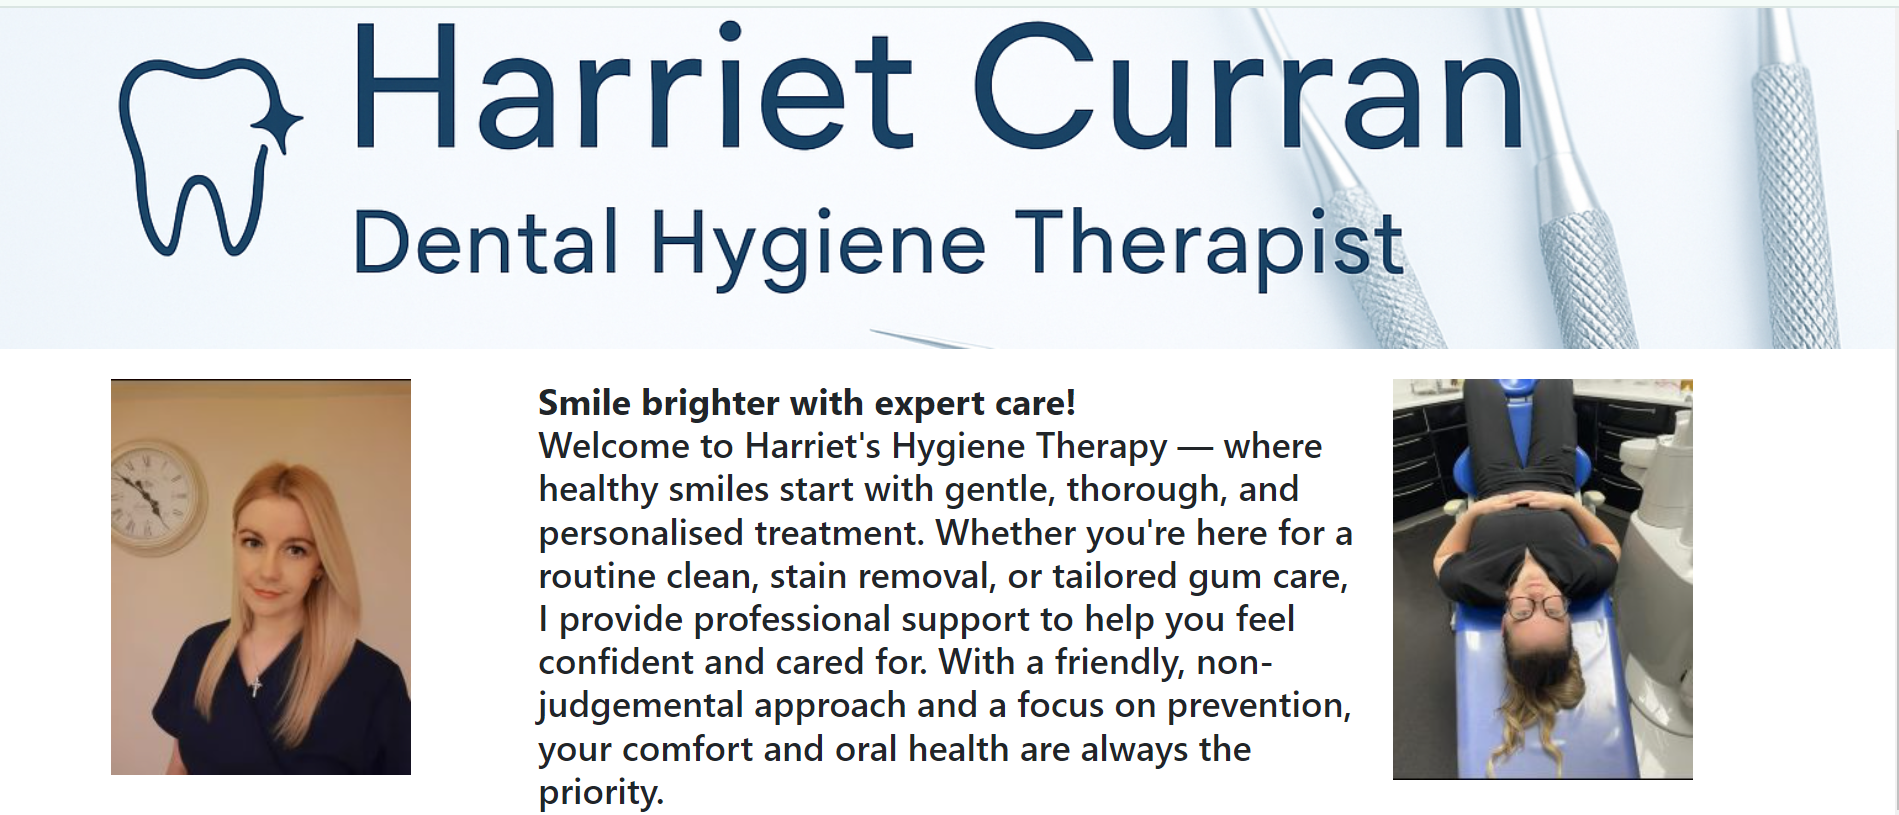 Harriet Curran
Dental Hygiene Therapist
Smile brighter with expert care!
Welcome to Harriet's Hygiene Therapy — where
healthy smiles start with gentle, thorough, and
personalised treatment. Whether you're here for a
routine clean, stain removal, or tailored gum care,
I provide professional support to help you feel
confident and cared for. With a friendly, non-
judgemental approach and a focus on prevention,
your comfort and oral health are always the
priority.